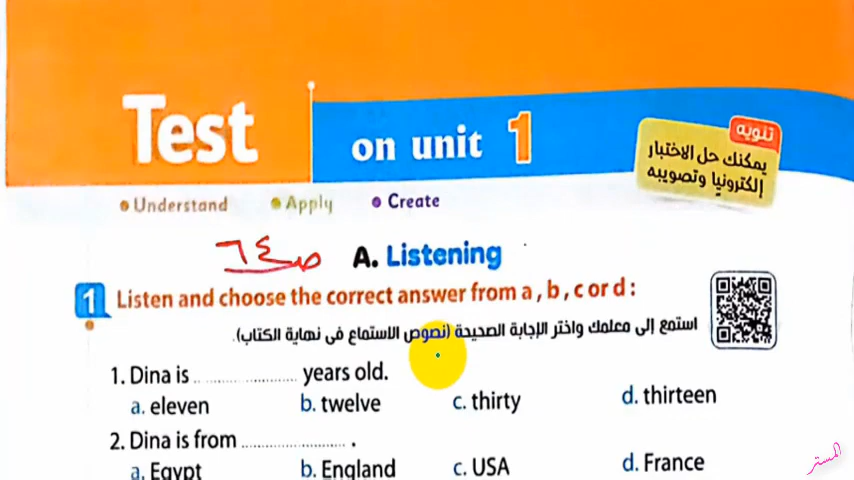 Test
on unit 1
تنويه
يمكنك حل الاختبار
إلكترونيا وتصويبه
Understand Apply Create
ص ٦٤
A. Listening
1 Listen and choose the correct answer from a , b , c or d :
استمع إلى معلمك واختر الإجابة الصحيحة (نصوص الاستماع فى نهاية الكتاب).
1. Dina is .................... years old.
a. eleven b. twelve c. thirty d. thirteen
2. Dina is from .................... .
a. Egypt b. England c. USA d. France
المستر